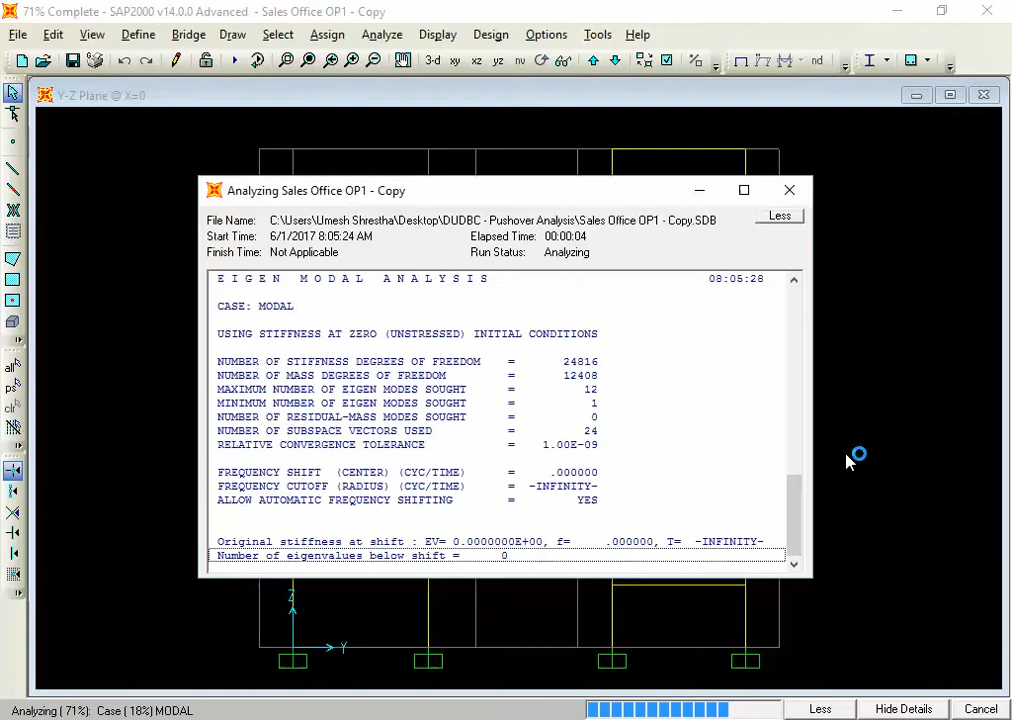 71% Complete - SAP2000 v14.0.0 Advanced - Sales Office OP1 - Copy
File Edit View Define Bridge Draw Select Assign Analyze Display Design Options Tools Help
3-d xy xz yz nv nd
Y-Z Plane @ X=0
Analyzing Sales Office OP1 - Copy
File Name: C:\Users\Umesh Shrestha\Desktop\DUDBC - Pushover Analysis\Sales Office OP1 - Copy.SDB
Less
Start Time: 6/1/2017 8:05:24 AM Elapsed Time: 00:00:04
Finish Time: Not Applicable Run Status: Analyzing
E I G E N M O D A L A N A L Y S I S 08:05:28
CASE: MODAL
USING STIFFNESS AT ZERO (UNSTRESSED) INITIAL CONDITIONS
NUMBER OF STIFFNESS DEGREES OF FREEDOM = 24816
NUMBER OF MASS DEGREES OF FREEDOM = 12408
MAXIMUM NUMBER OF EIGEN MODES SOUGHT = 12
MINIMUM NUMBER OF EIGEN MODES SOUGHT = 1
NUMBER OF RESIDUAL-MASS MODES SOUGHT = 0
NUMBER OF SUBSPACE VECTORS USED = 24
RELATIVE CONVERGENCE TOLERANCE = 1.00E-09
FREQUENCY SHIFT (CENTER) (CYC/TIME) = .000000
FREQUENCY CUTOFF (RADIUS) (CYC/TIME) = -INFINITY-
ALLOW AUTOMATIC FREQUENCY SHIFTING = YES
Original stiffness at shift : EV= 0.0000000E+00, f= .000000, T= -INFINITY-
Number of eigenvalues below shift = 0
all
ps
clr
Z
Y
Analyzing (71%): Case (18%) MODAL Less Hide Details Cancel